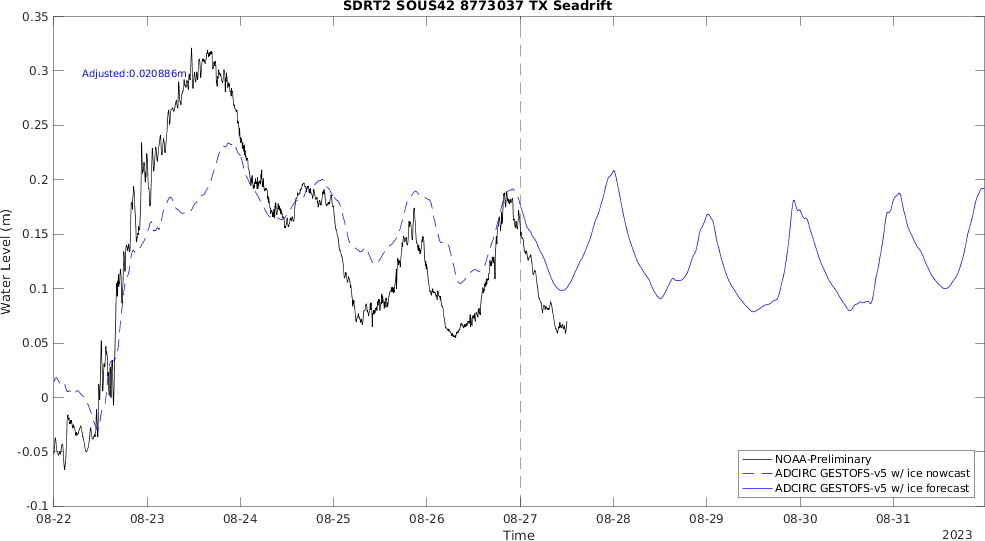 SDRT2 SOUS42 8773037 TX Seadrift
0.35
0.3
0.25
0.2
0.15
0.1
0.05
0
-0.05
-0.1
Water Level (m)
Adjusted:0.020886m
NOAA-Preliminary
ADCIRC GESTOFS-v5 w/ ice nowcast
ADCIRC GESTOFS-v5 w/ ice forecast
08-22 08-23 08-24 08-25 08-26 08-27 08-28 08-29 08-30 08-31
Time
2023